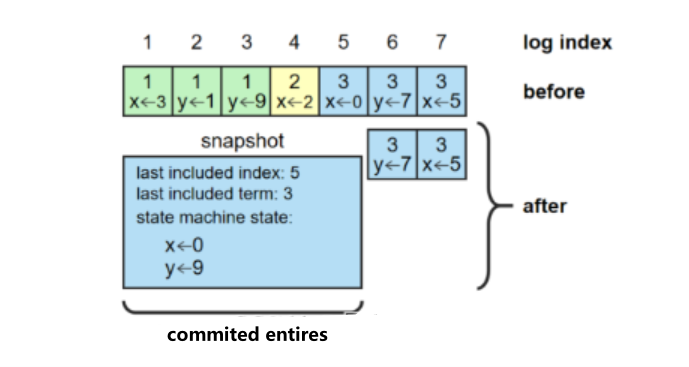 1 2 3 4 5 6 7 log index
1 1 1 2 3 3 3 before
x←3 y←1 y←9 x←2 x←0 y←7 x←5
snapshot
3 3
y←7 x←5
last included index: 5
last included term: 3
state machine state:
after
x←0
y←9
commited entires